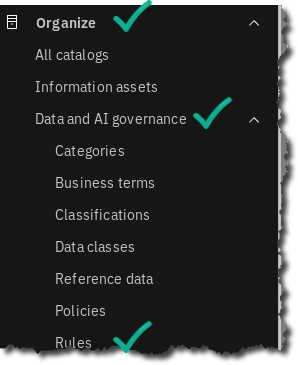 Organize
All catalogs
Information assets
Data and AI governance
Categories
Business terms
Classifications
Data classes
Reference data
Policies
Rules